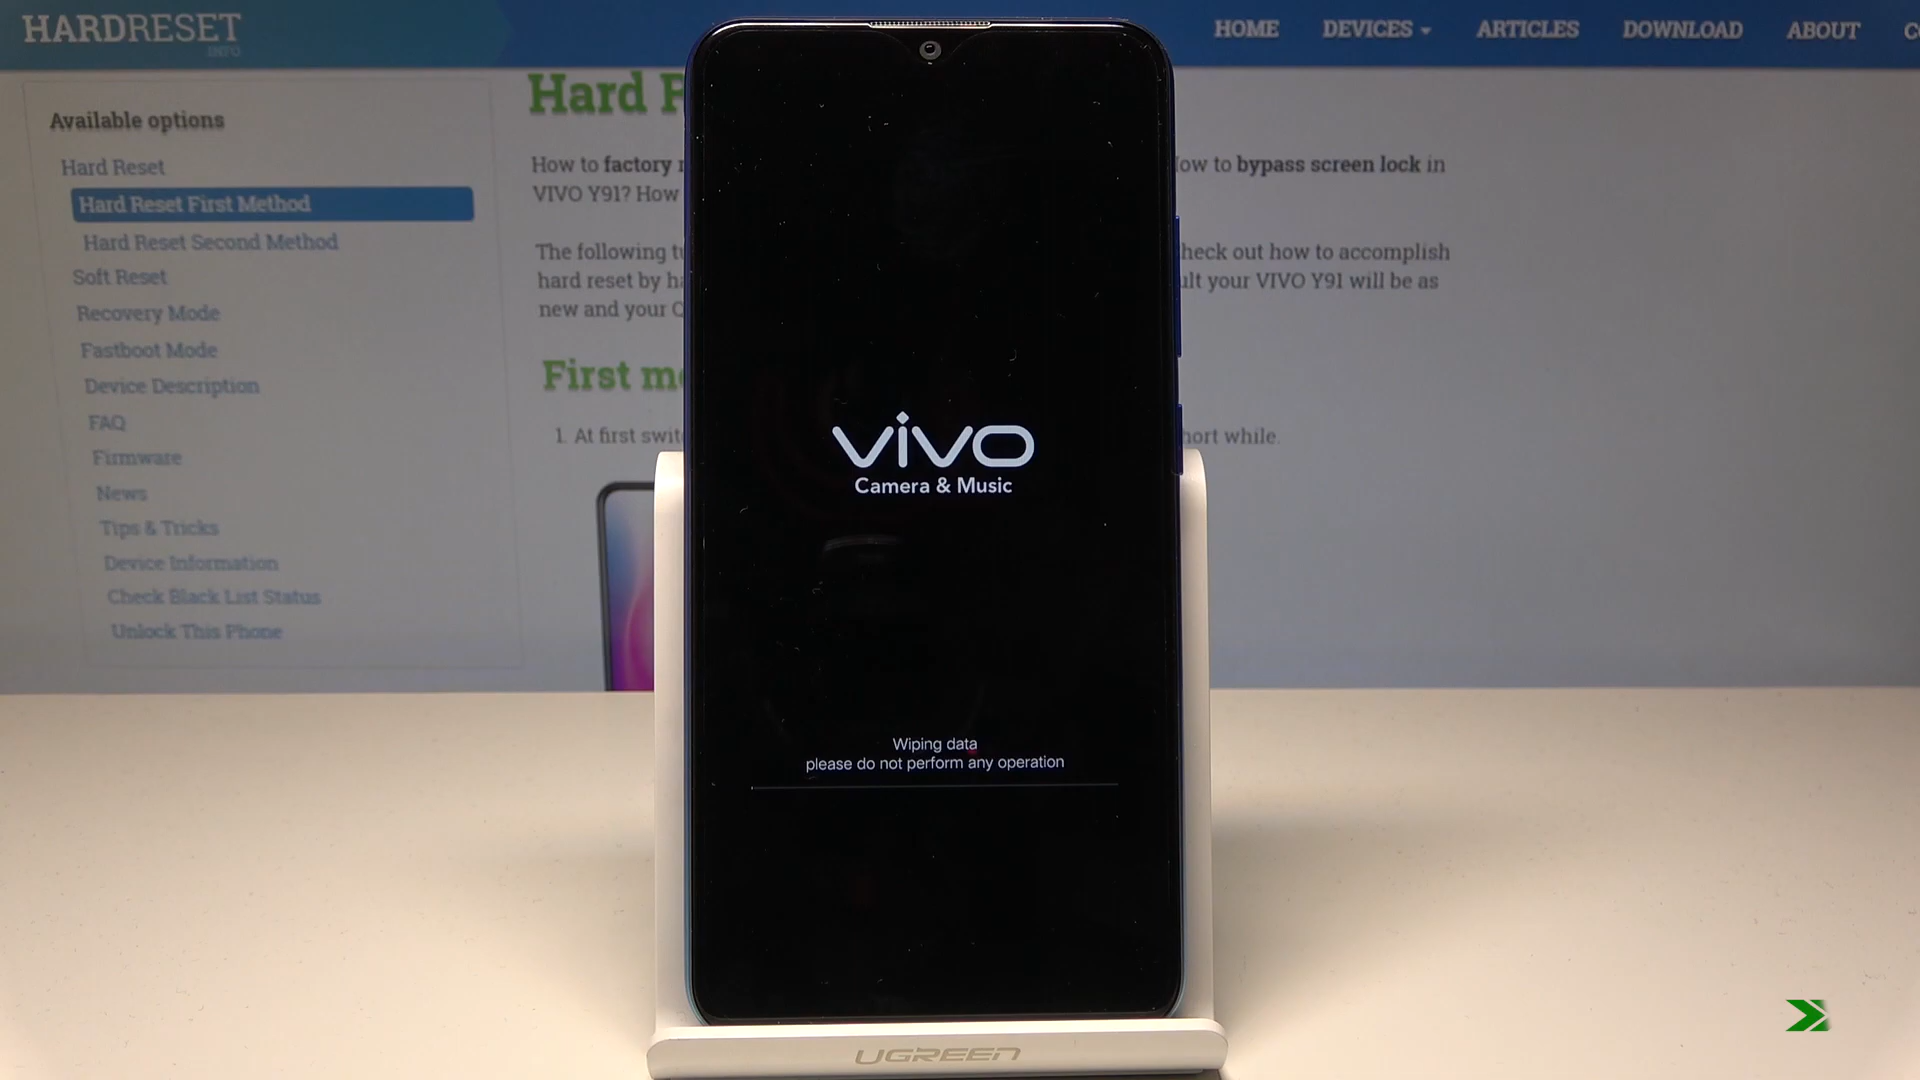 HARDRESET
INFO
HOME DEVICES ARTICLES DOWNLOAD ABOUT
Available options
Hard Reset
Hard Reset First Method
Hard Reset Second Method
Soft Reset
Recovery Mode
Fastboot Mode
Device Description
FAQ
Firmware
News
Tips & Tricks
Device Information
Check Black List Status
Unlock This Phone
Hard
How to factory
ow to bypass screen lock in
VIVO Y91? How
The following
heck out how to accomplish
hard reset by
ult your VIVO Y91 will be as
new and your
First
1. At first
hort while.
vivo
Camera & Music
Wiping data
please do not perform any operation
UGREEN